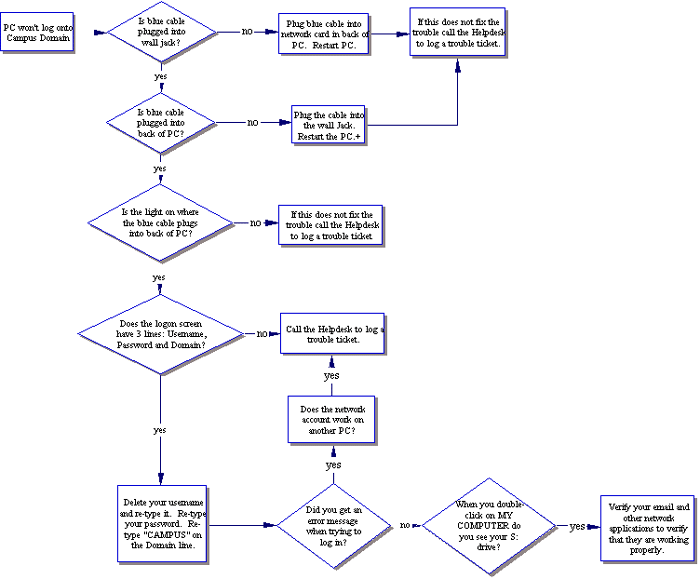 PC won't log onto
Campus Domain
Is blue cable
plugged into
wall jack?
no
Plug blue cable into
network card in back of
PC. Restart PC.
If this does not fix the
trouble call the Helpdesk
to log a trouble ticket.
yes
Is blue cable
plugged into
back of PC?
no
Plug the cable into
the wall Jack.
Restart the PC.+
yes
Is the light on where
the blue cable plugs
into back of PC?
no
If this does not fix the
trouble call the Helpdesk
to log a trouble ticket
yes
Does the logon screen
have 3 lines: Username,
Password and Domain?
no
Call the Helpdesk to log a
trouble ticket.
yes
Does the network
account work on
another PC?
yes
yes
Delete your username
and re-type it. Re-type
your password. Re-
type "CAMPUS" on
the Domain line.
Did you get an
error message
when trying to
log in?
no
When you double-
click on MY
COMPUTER do
you see your S:
drive?
yes
Verify your email and
other network
applications to verify
that they are working
properly.